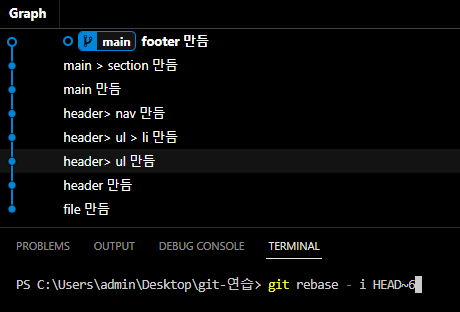 Graph
main footer 만듬
main > section 만듬
main 만듬
header> nav 만듬
header> ul > li 만듬
header> ul 만듬
header 만듬
file 만듬
PROBLEMS OUTPUT DEBUG CONSOLE TERMINAL
PS C:\Users\admin\Desktop\git-연습> git rebase - i HEAD~6